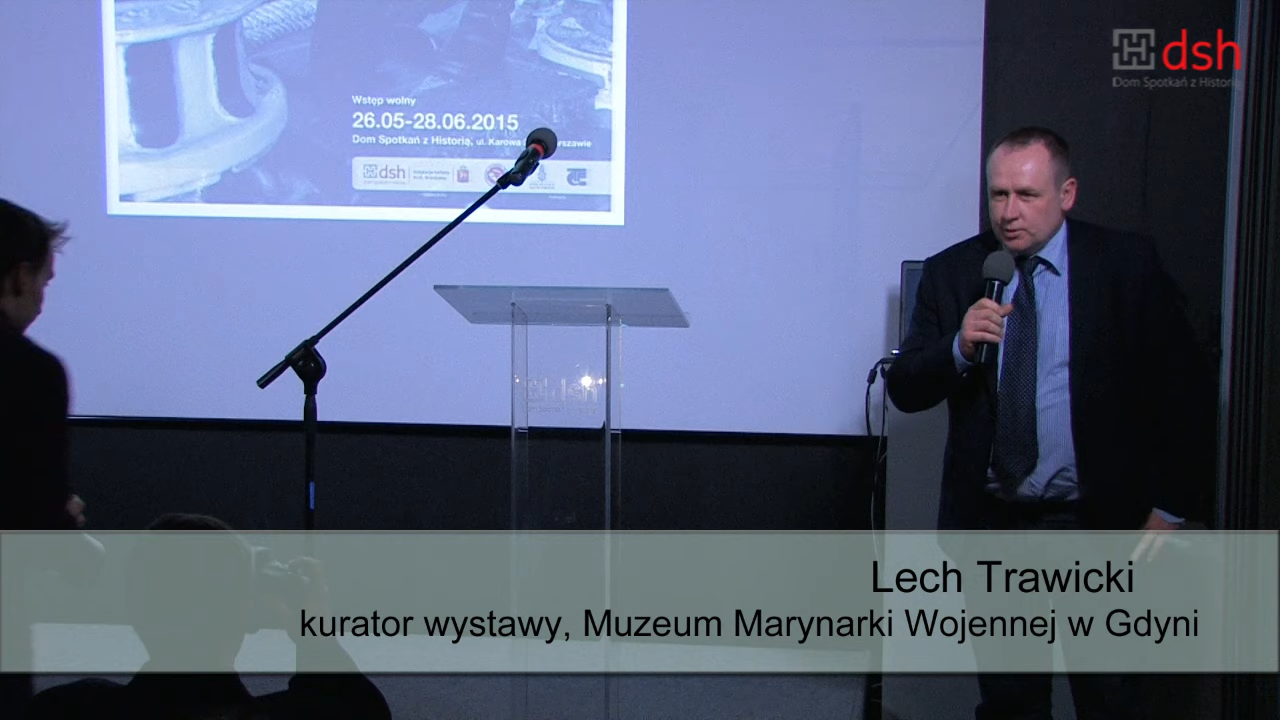 dsh
Dom Spotkań z Historią
Wstęp wolny
26.05-28.06.2015
Dom Spotkań z Historią, ul. Karowa
dsh
dsh
Lech Trawicki
kurator wystawy, Muzeum Marynarki Wojennej w Gdyni